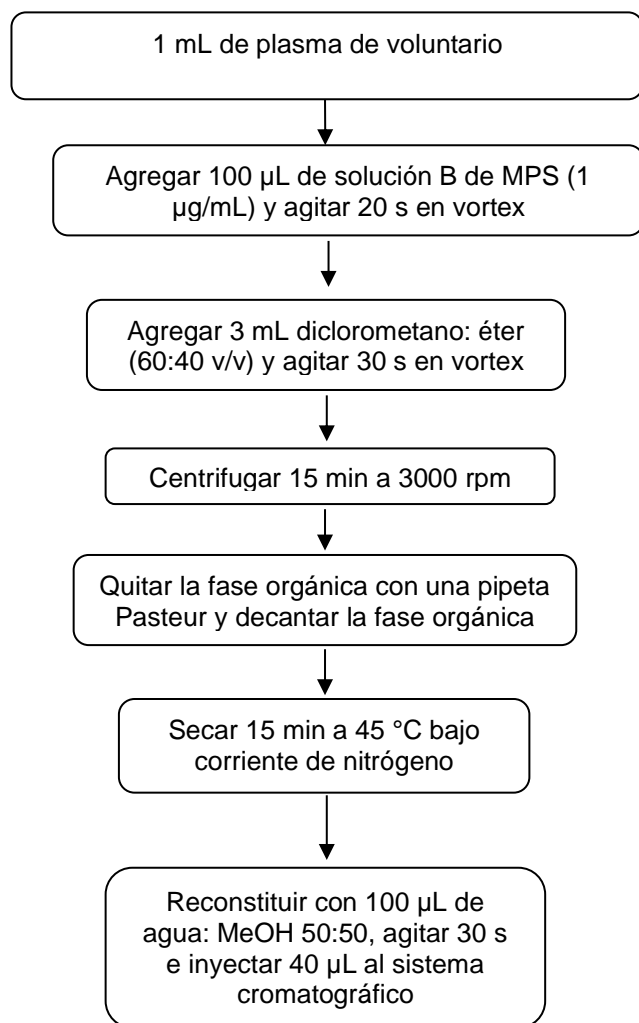 1 mL de plasma de voluntario
Agregar 100 µL de solución B de MPS (1
µg/mL) y agitar 20 s en vortex
Agregar 3 mL diclorometano: éter
(60:40 v/v) y agitar 30 s en vortex
Centrifugar 15 min a 3000 rpm
Quitar la fase orgánica con una pipeta
Pasteur y decantar la fase orgánica
Secar 15 min a 45 °C bajo
corriente de nitrógeno
Reconstituir con 100 µL de
agua: MeOH 50:50, agitar 30 s
e inyectar 40 µL al sistema
cromatográfico